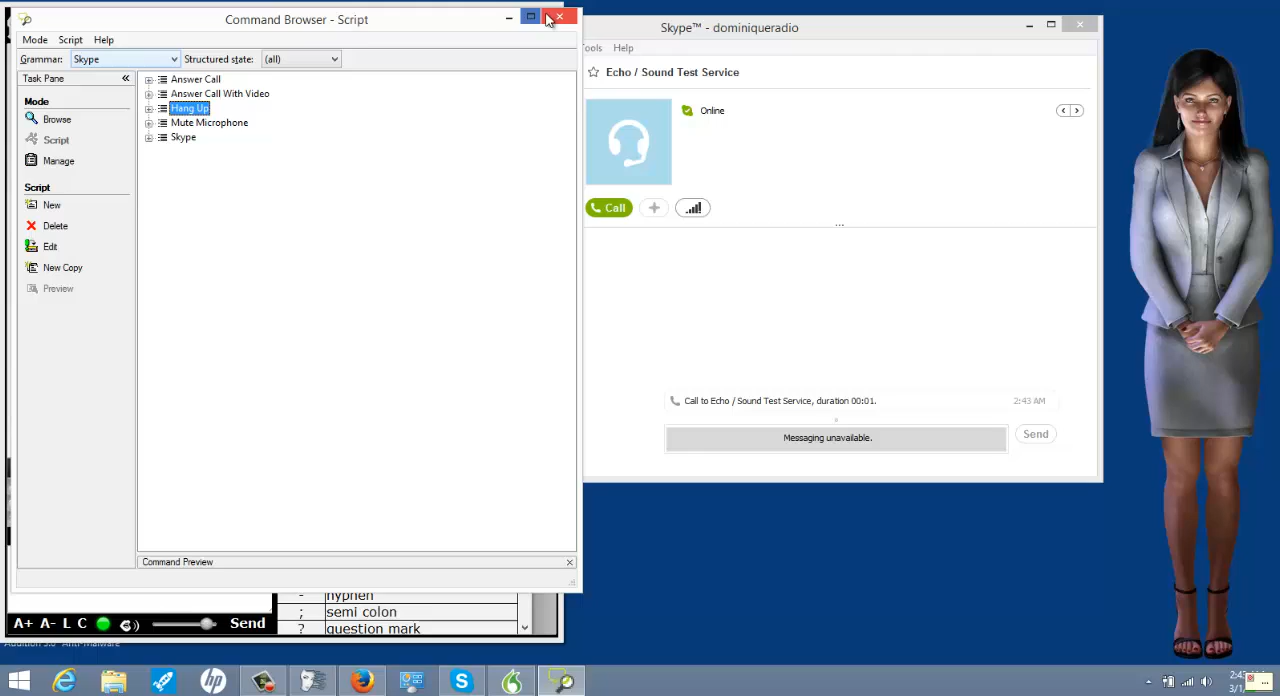 Command Browser - Script
Mode Script Help
Grammar: Skype Structured state: (all)
Task Pane «
Mode
Browse
Script
Manage
Script
New
Delete
Edit
New Copy
Preview
Answer Call
Answer Call With Video
Hang Up
Mute Microphone
Skype
Command Preview
Skype™ - dominiqueradio
ools Help
Echo / Sound Test Service
Online
Call
...
Call to Echo / Sound Test Service, duration 00:01. 2:43 AM
Messaging unavailable.
Send
- hyphen
; semi colon
? question mark
A+ A- L C Send
hp